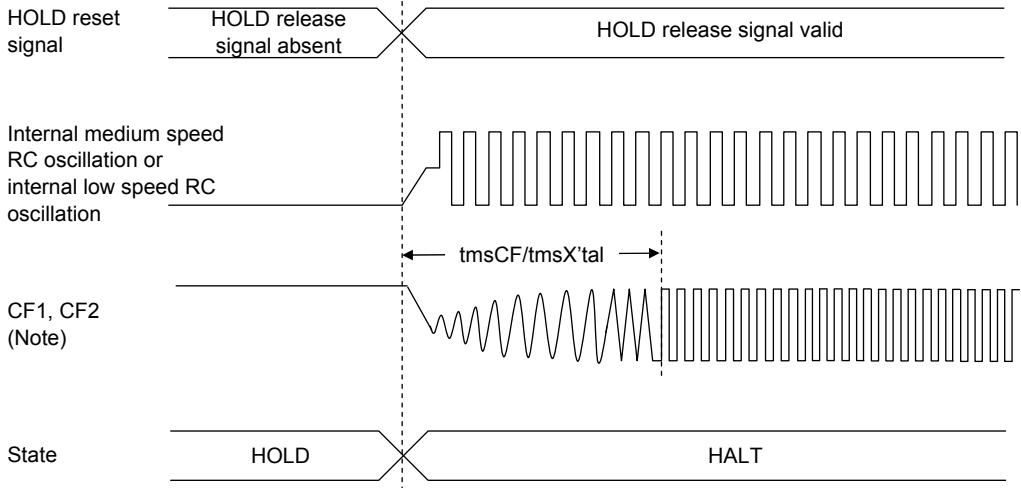 HOLD reset
signal
HOLD release
signal absent
HOLD release signal valid
Internal medium speed
RC oscillation or
internal low speed RC
oscillation
tmsCF/tmsX'tal
CF1, CF2
(Note)
State
HOLD
HALT